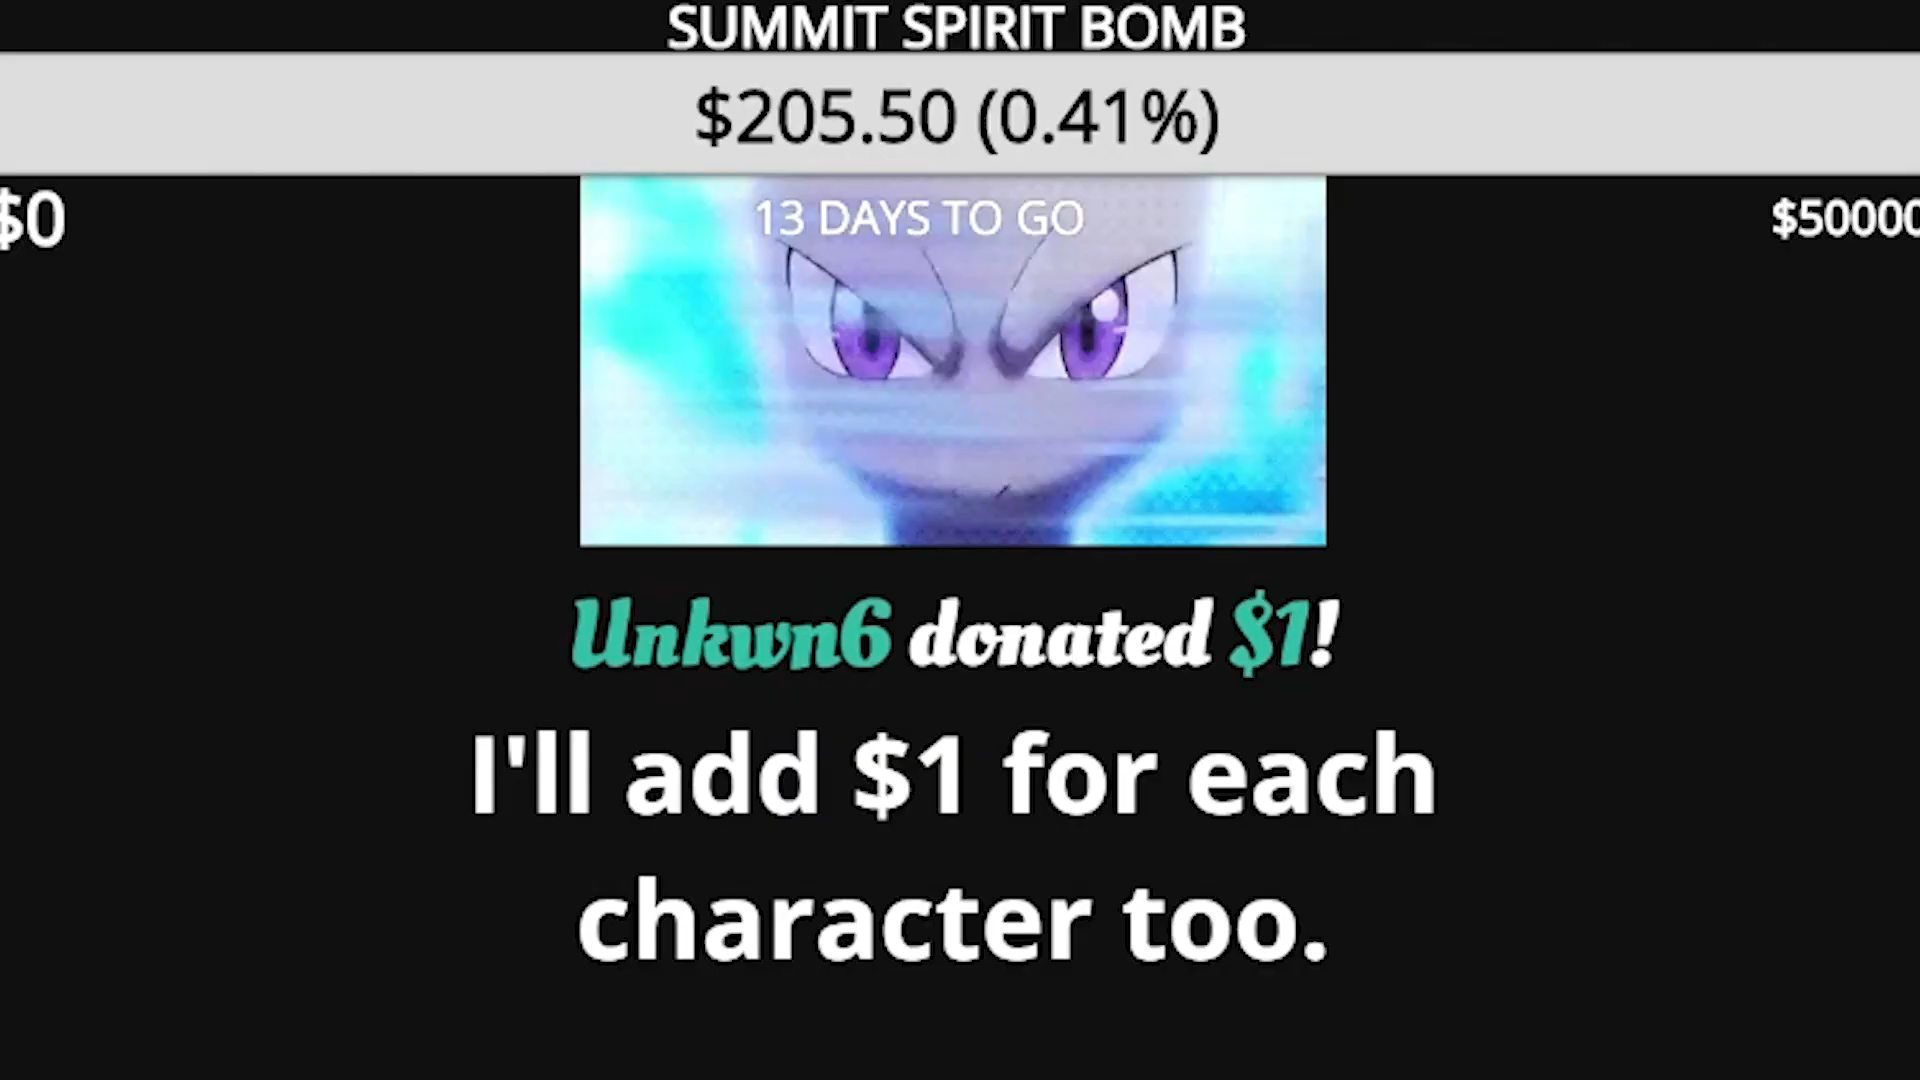 SUMMIT SPIRIT BOMB
$205.50 (0.41%)
$0
13 DAYS TO GO
$50000
Unkwn6 donated $1!
I'll add $1 for each
character too.